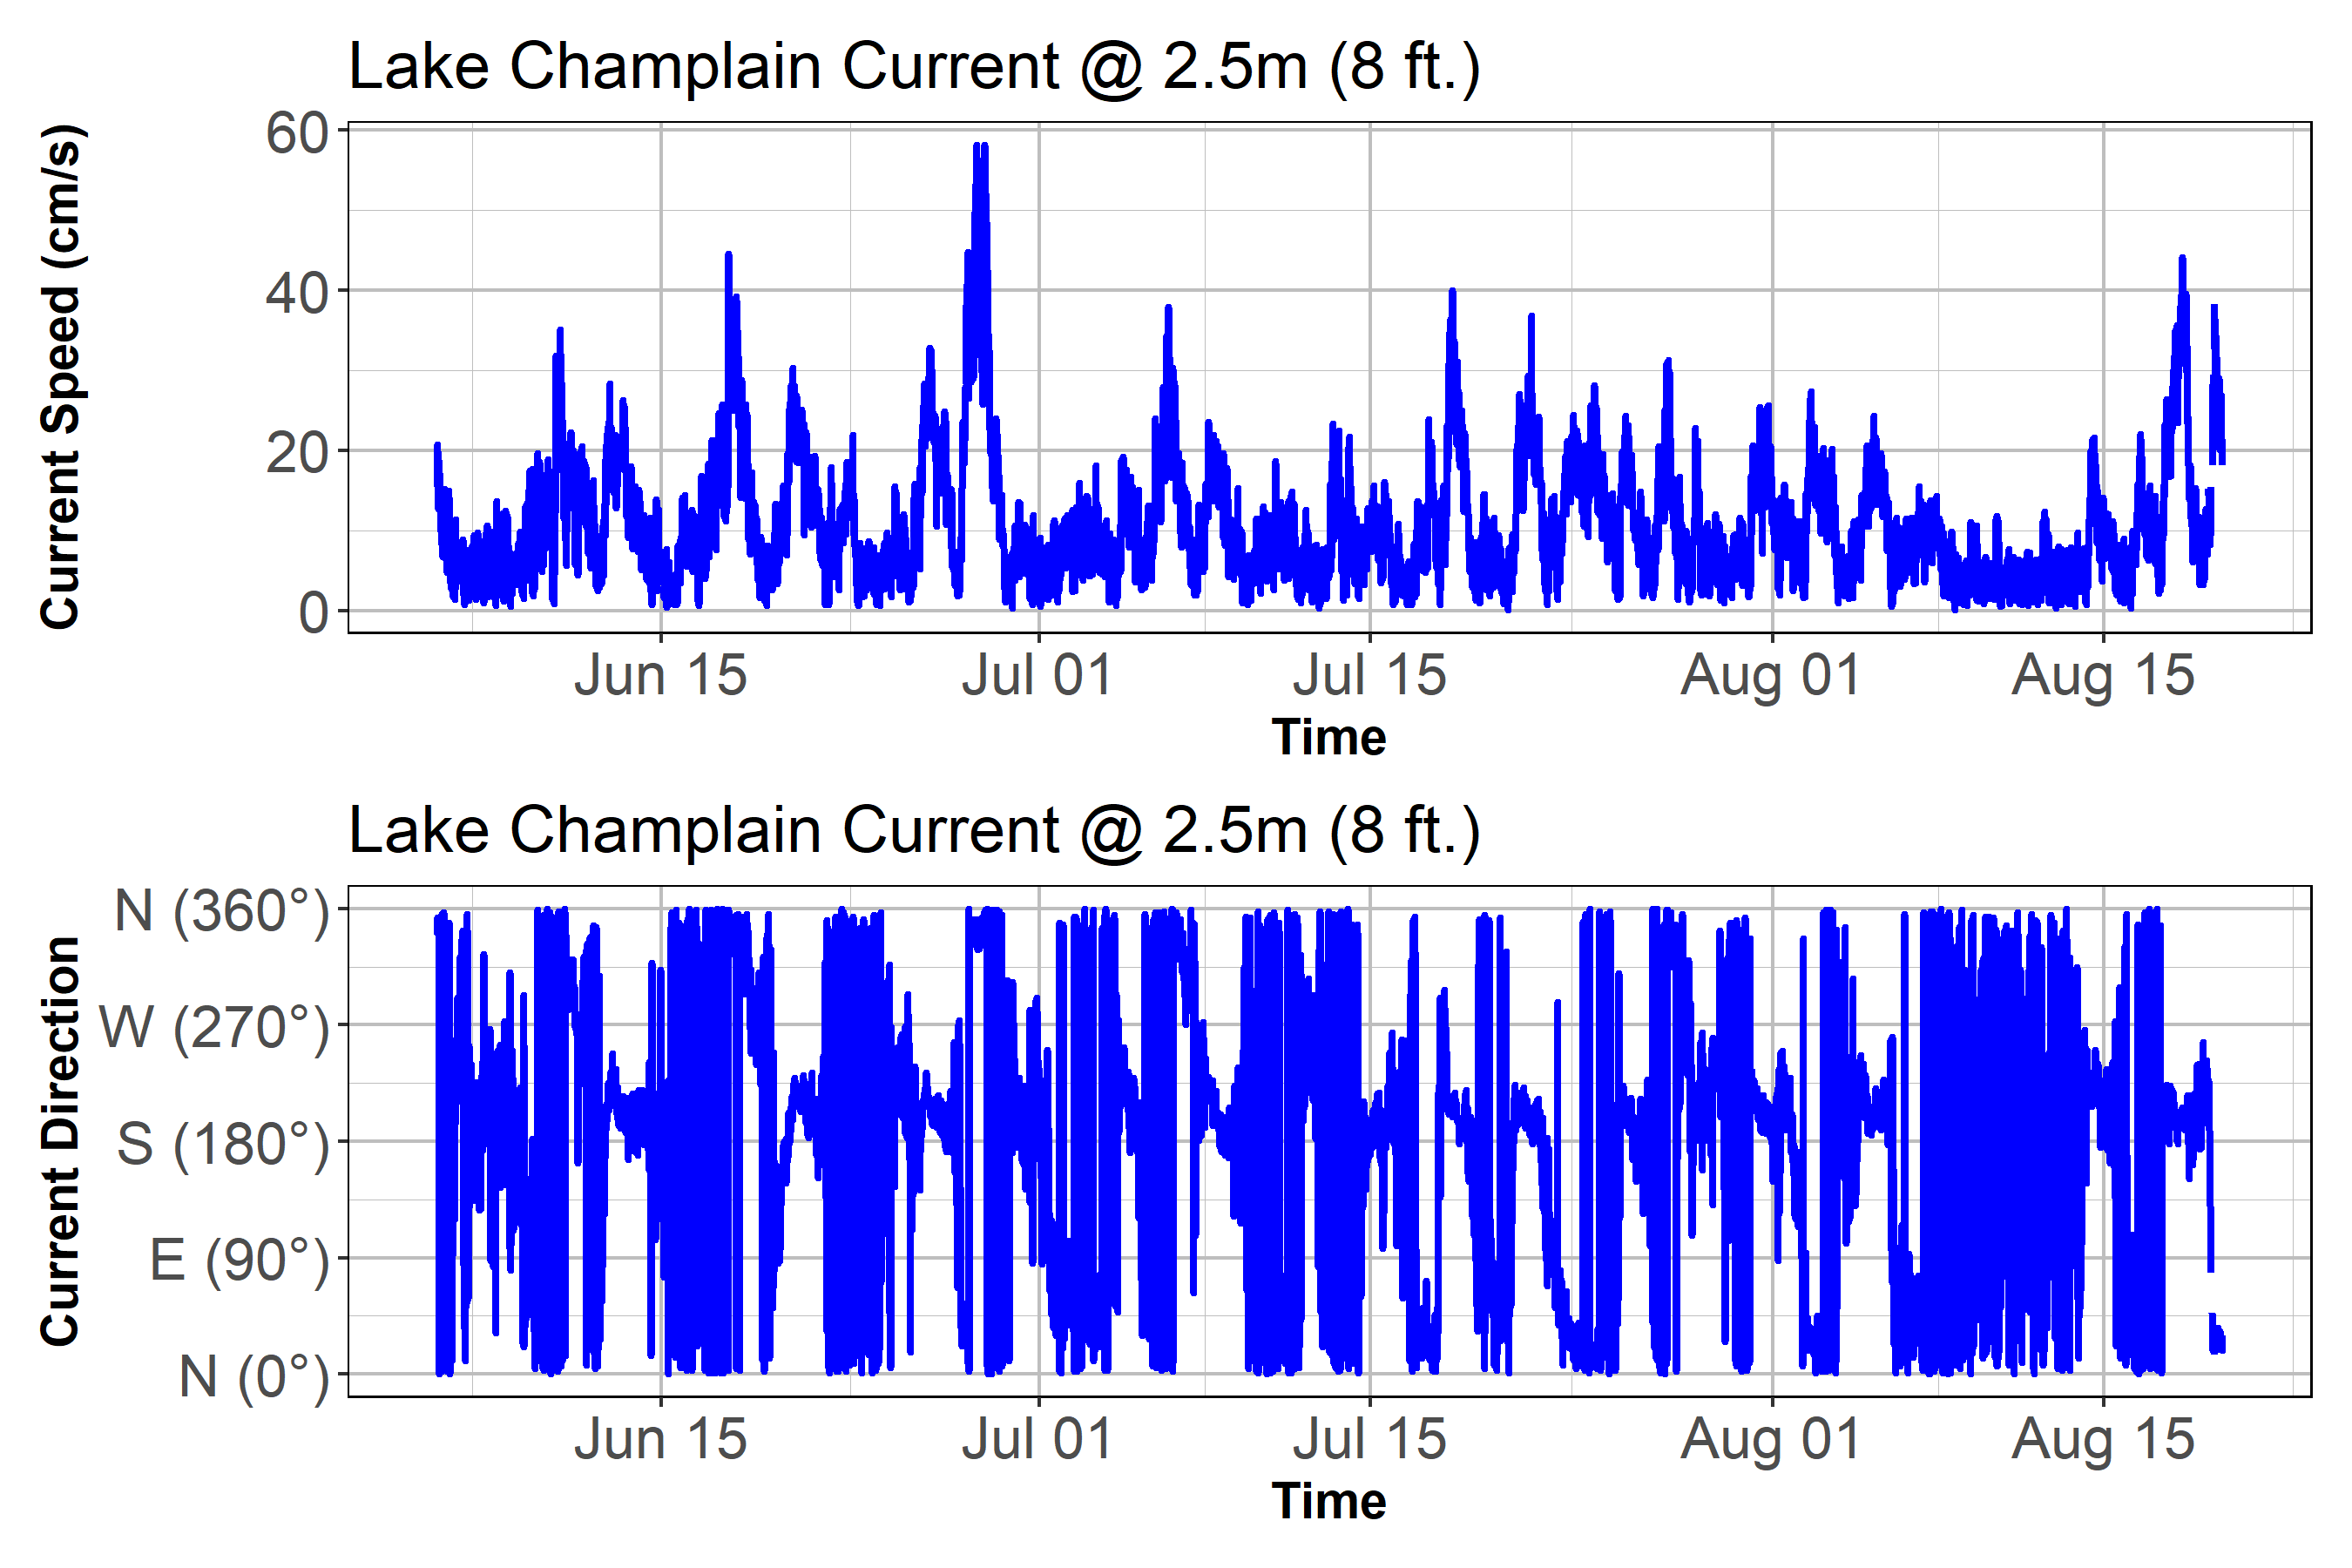 Lake Champlain Current @ 2.5m (8 ft.)
Current Speed (cm/s)
60
40
20
0
Jun 15 Jul 01 Jul 15 Aug 01 Aug 15
Time
Lake Champlain Current @ 2.5m (8 ft.)
Current Direction
N (360°)
W (270°)
S (180°)
E (90°)
N (0°)
Jun 15 Jul 01 Jul 15 Aug 01 Aug 15
Time